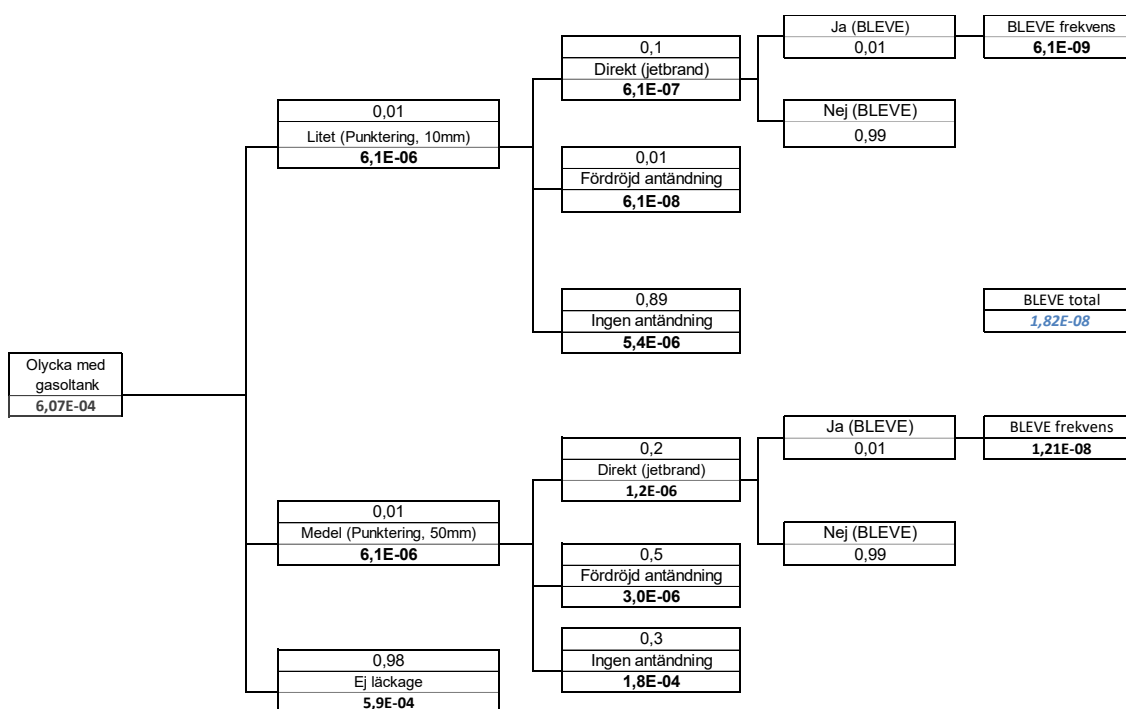 Olycka med
gasoltank
6,07E-04
0,01
Litet (Punktering, 10mm)
6,1E-06
0,1
Direkt (jetbrand)
6,1E-07
Ja (BLEVE)
0,01
BLEVE frekvens
6,1E-09
Nej (BLEVE)
0,99
0,01
Fördröjd antändning
6,1E-08
0,89
Ingen antändning
5,4E-06
BLEVE total
1,82E-08
0,01
Medel (Punktering, 50mm)
6,1E-06
0,2
Direkt (jetbrand)
1,2E-06
Ja (BLEVE)
0,01
BLEVE frekvens
1,21E-08
Nej (BLEVE)
0,99
0,5
Fördröjd antändning
3,0E-06
0,3
Ingen antändning
1,8E-04
0,98
Ej läckage
5,9E-04